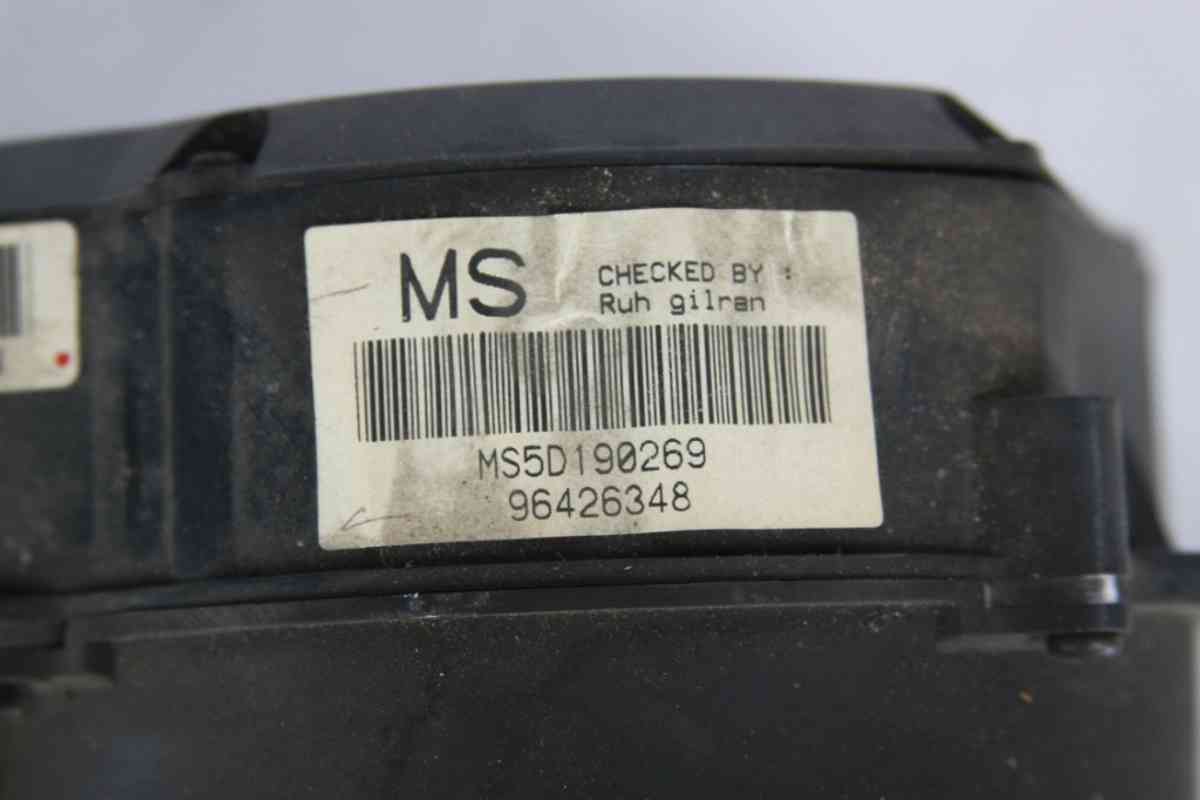 MS
CHECKED BY :
Ruh gilran
MS5D190269
96426348